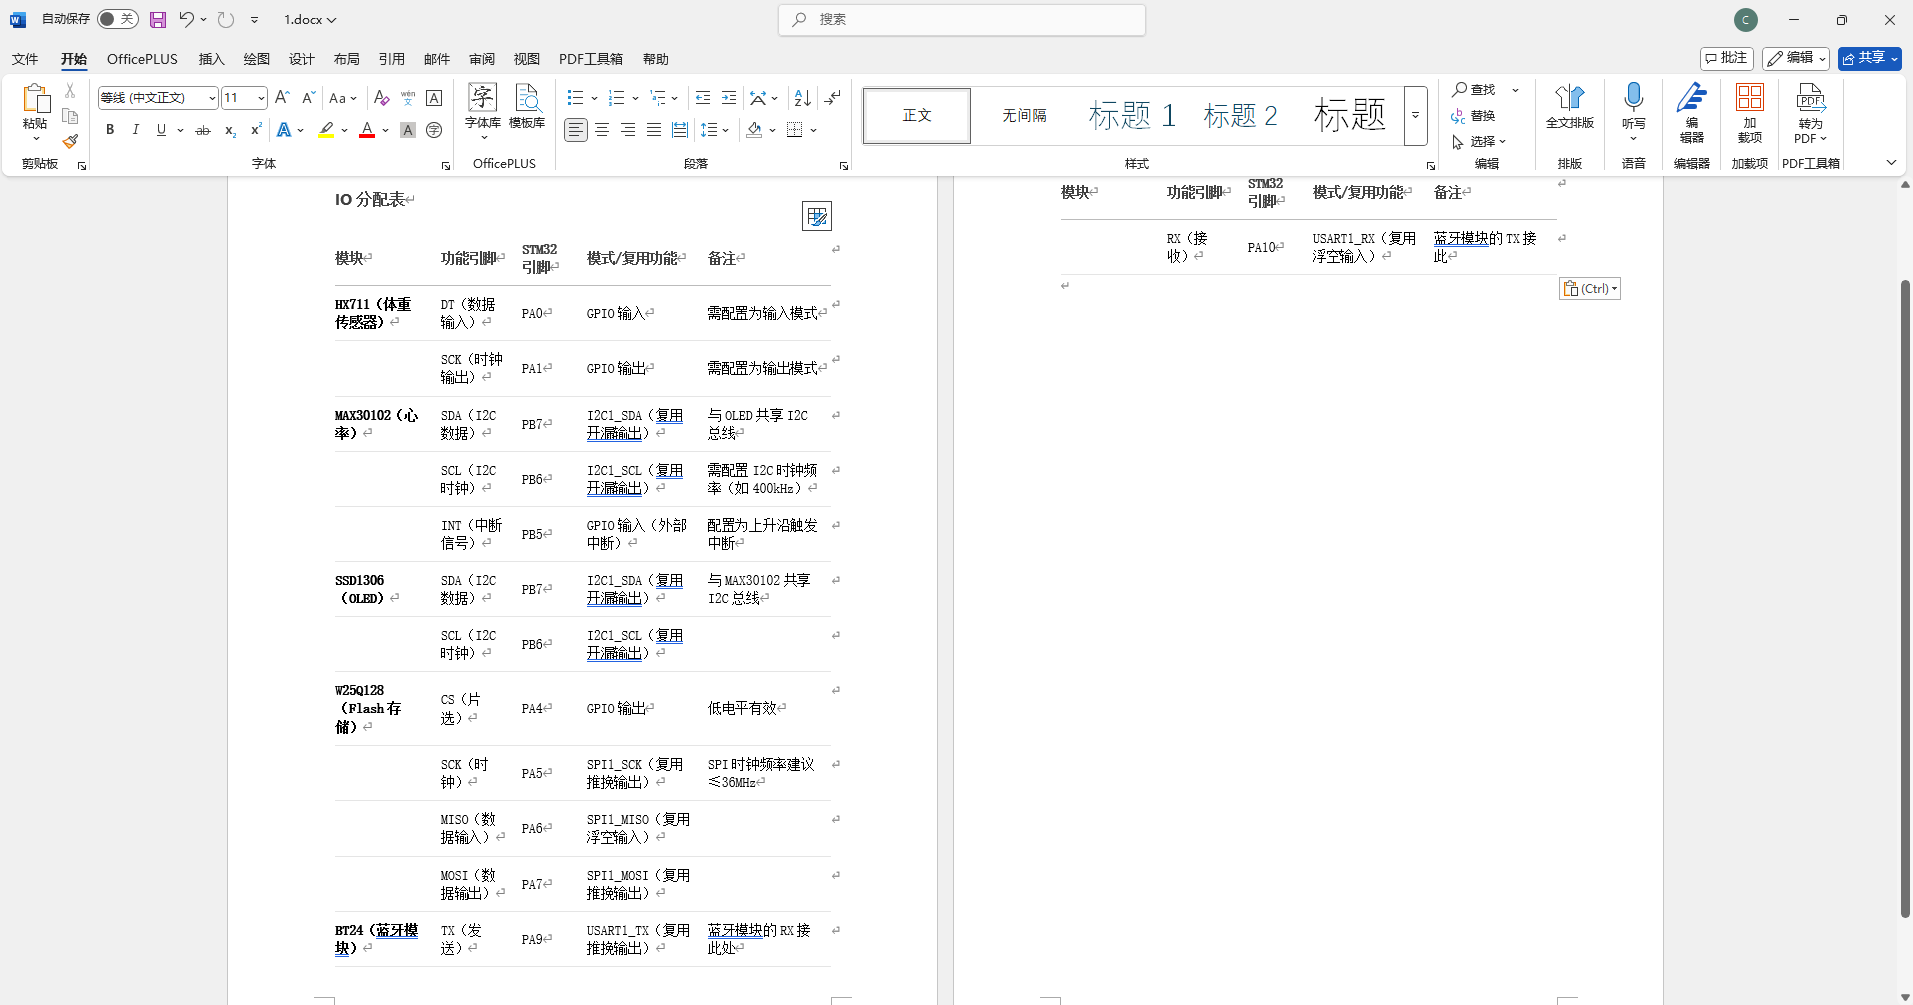 自动保存 关 1.docx 搜索 C
文件 开始 OfficePLUS 插入 绘图 设计 布局 引用 邮件 审阅 视图 PDF工具箱 帮助 批注 编辑 共享
粘贴
剪贴板
等线 (中文正文) 11 Aa wén 文 A
B I U ab x₂ x² A A A 字
字体
字 字体库 模板库
OfficePLUS
段落
正文 无间隔 标题 1 标题 2 标题
样式
查找
替换
选择
编辑
全文排版
排版
听写
语音
编
辑器
编辑器
加
载项
加载项
转为
PDF
PDF工具箱
IO 分配表
模块 功能引脚 STM32
引脚 模式/复用功能 备注
HX711（体重
传感器） DT（数据
输入） PA0 GPIO 输入 需配置为输入模式
SCK（时钟
输出） PA1 GPIO 输出 需配置为输出模式
MAX30102（心
率） SDA（I2C
数据） PB7 I2C1_SDA（复用
开漏输出） 与 OLED 共享 I2C
总线
SCL（I2C
时钟） PB6 I2C1_SCL（复用
开漏输出） 需配置 I2C 时钟频
率（如 400kHz）
INT（中断
信号） PB5 GPIO 输入（外部
中断） 配置为上升沿触发
中断
SSD1306
（OLED） SDA（I2C
数据） PB7 I2C1_SDA（复用
开漏输出） 与 MAX30102 共享
I2C 总线
SCL（I2C
时钟） PB6 I2C1_SCL（复用
开漏输出）
W25Q128
（Flash 存
储） CS（片
选） PA4 GPIO 输出 低电平有效
SCK（时
钟） PA5 SPI1_SCK（复用
推挽输出） SPI 时钟频率建议
≤36MHz
MISO（数
据输入） PA6 SPI1_MISO（复用
浮空输入）
MOSI（数
据输出） PA7 SPI1_MOSI（复用
推挽输出）
BT24（蓝牙模
块） TX（发
送） PA9 USART1_TX（复用
推挽输出） 蓝牙模块的 RX 接
此处
模块 功能引脚 STM32
引脚 模式/复用功能 备注
RX（接
收） PA10 USART1_RX（复用
浮空输入） 蓝牙模块的 TX 接
此
(Ctrl)